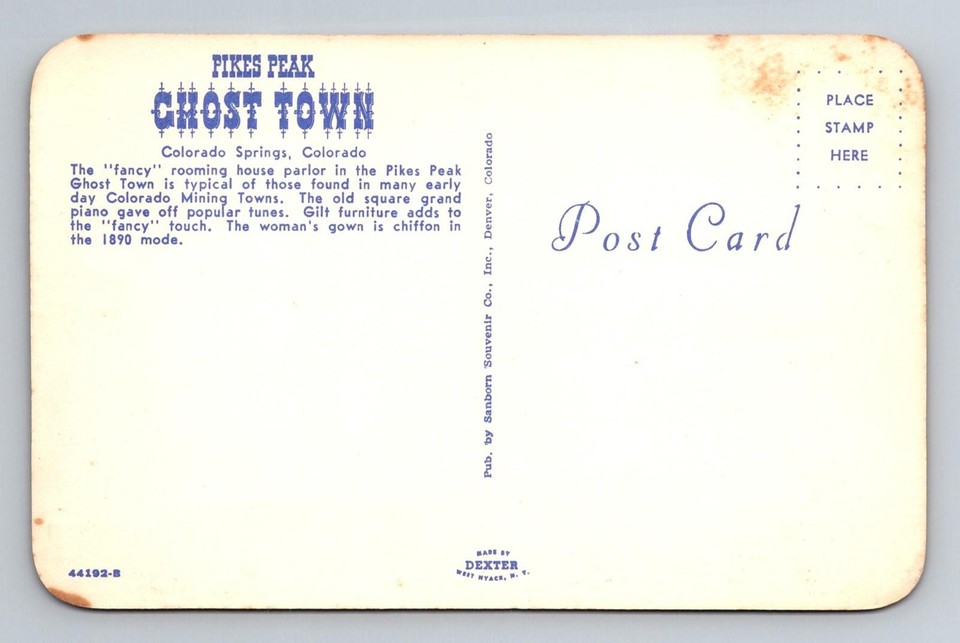 PIKES PEAK
GHOST TOWN
Colorado Springs, Colorado
The "fancy" rooming house parlor in the Pikes Peak
Ghost Town is typical of those found in many early
day Colorado Mining Towns. The old square grand
piano gave off popular tunes. Gilt furniture adds to
the "fancy" touch. The woman's gown is chiffon in
the 1890 mode.
44192-B
Pub. by Sanborn Souvenir Co., Inc., Denver, Colorado
MADE BY
DEXTER
WEST NYACK, N. Y.
PLACE
STAMP
HERE
Post Card